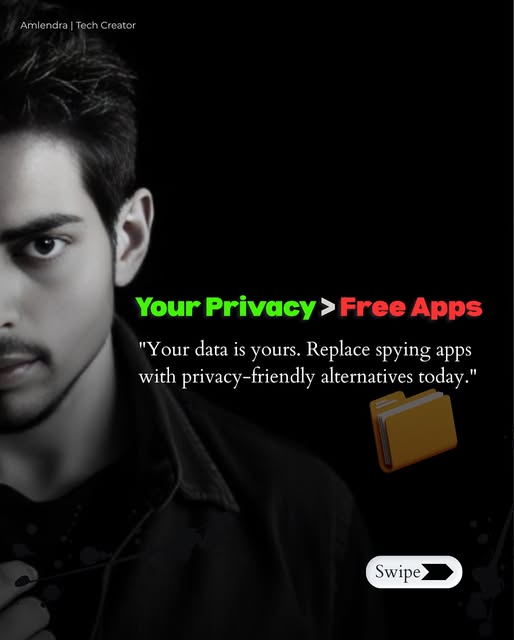 Amlendra | Tech Creator
Your Privacy > Free Apps
"Your data is yours. Replace spying apps
with privacy-friendly alternatives today."
Swipe